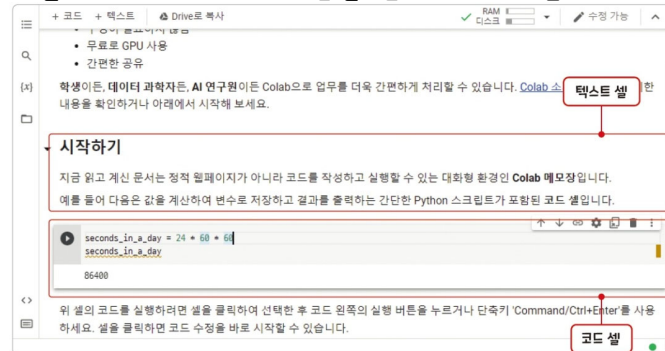 + 코드 + 텍스트 Drive로 복사 RAM 디스크 수정 가능
• 무료로 GPU 사용
• 간편한 공유
{x}
학생이든, 데이터 과학자든, AI 연구원이든 Colab으로 업무를 더욱 간편하게 처리할 수 있습니다. Colab 소
텍스트 셀
한
내용을 확인하거나 아래에서 시작해 보세요.
시작하기
지금 읽고 계신 문서는 정적 웹페이지가 아니라 코드를 작성하고 실행할 수 있는 대화형 환경인 Colab 메모장입니다.
예를 들어 다음은 값을 계산하여 변수로 저장하고 결과를 출력하는 간단한 Python 스크립트가 포함된 코드 셀입니다.
seconds_in_a_day = 24 * 60 * 60
seconds_in_a_day
86400
위 셀의 코드를 실행하려면 셀을 클릭하여 선택한 후 코드 왼쪽의 실행 버튼을 누르거나 단축키 'Command/Ctrl+Enter'를 사용
하세요. 셀을 클릭하면 코드 수정을 바로 시작할 수 있습니다.
코드 셀